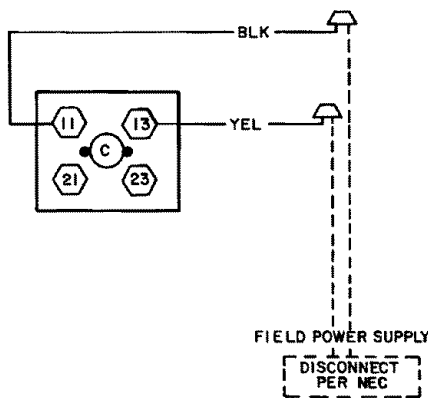 BLK
11
13
YEL
C
21
23
FIELD POWER SUPPLY
DISCONNECT
PER NEC